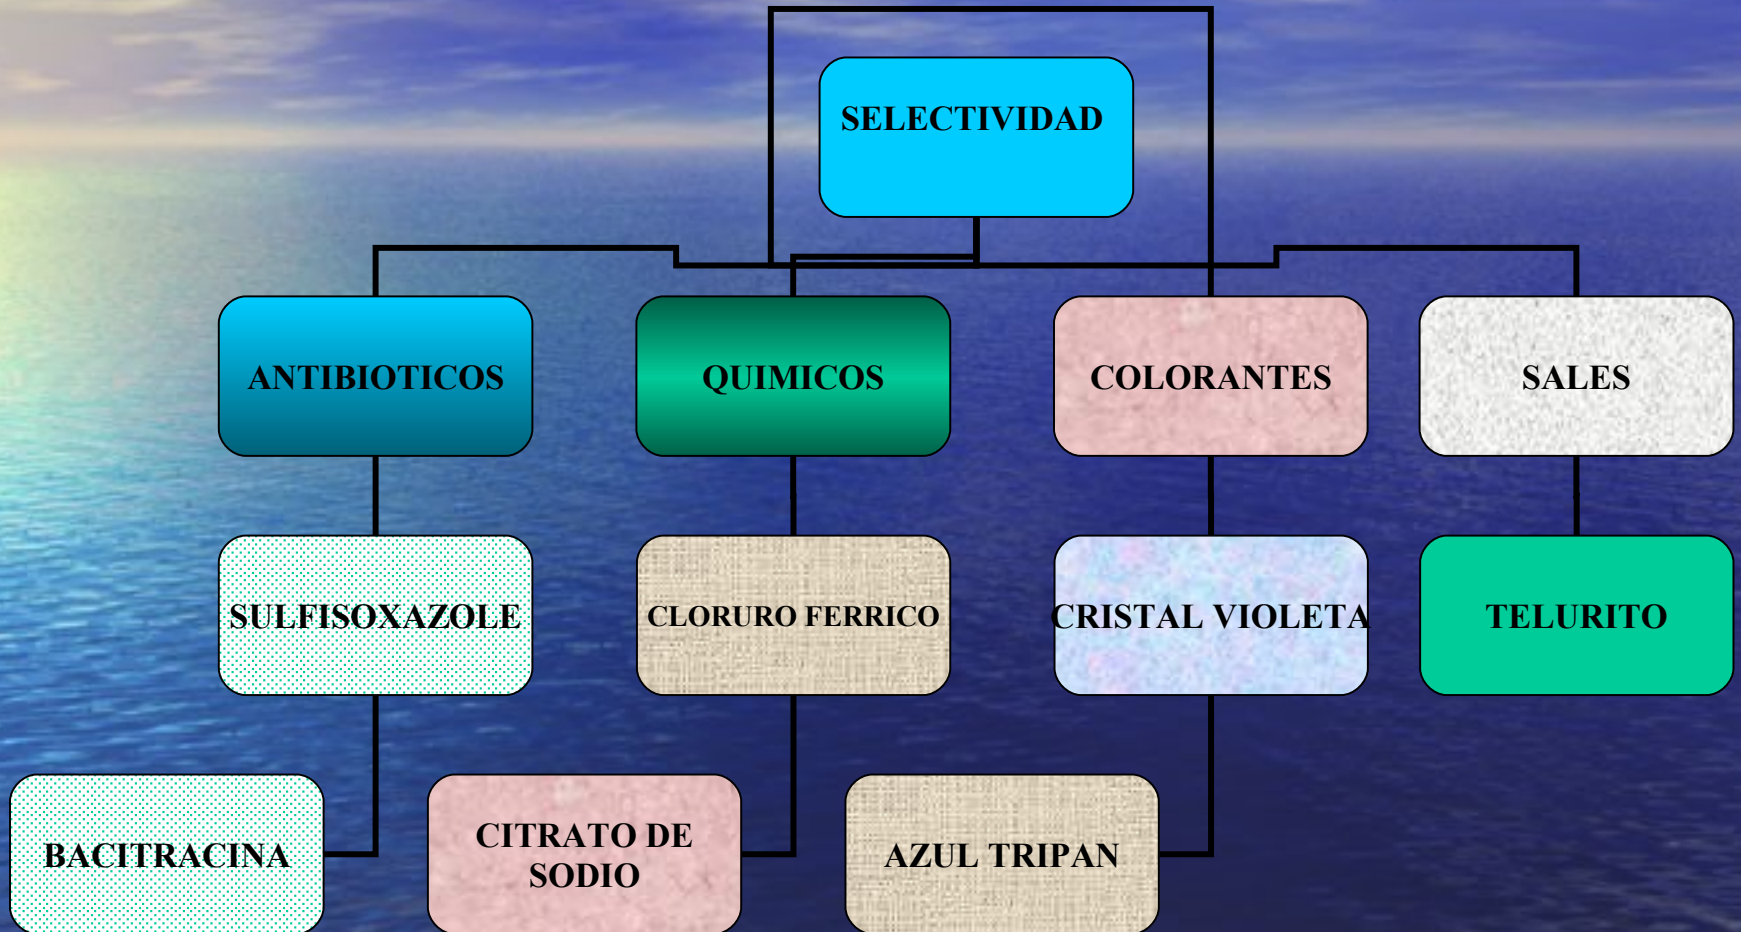 SELECTIVIDAD
ANTIBIOTICOS
QUIMICOS
COLORANTES
SALES
SULFISOXAZOLE
CLORURO FERRICO
CRISTAL VIOLETA
TELURITO
BACITRACINA
CITRATO DE
SODIO
AZUL TRIPAN